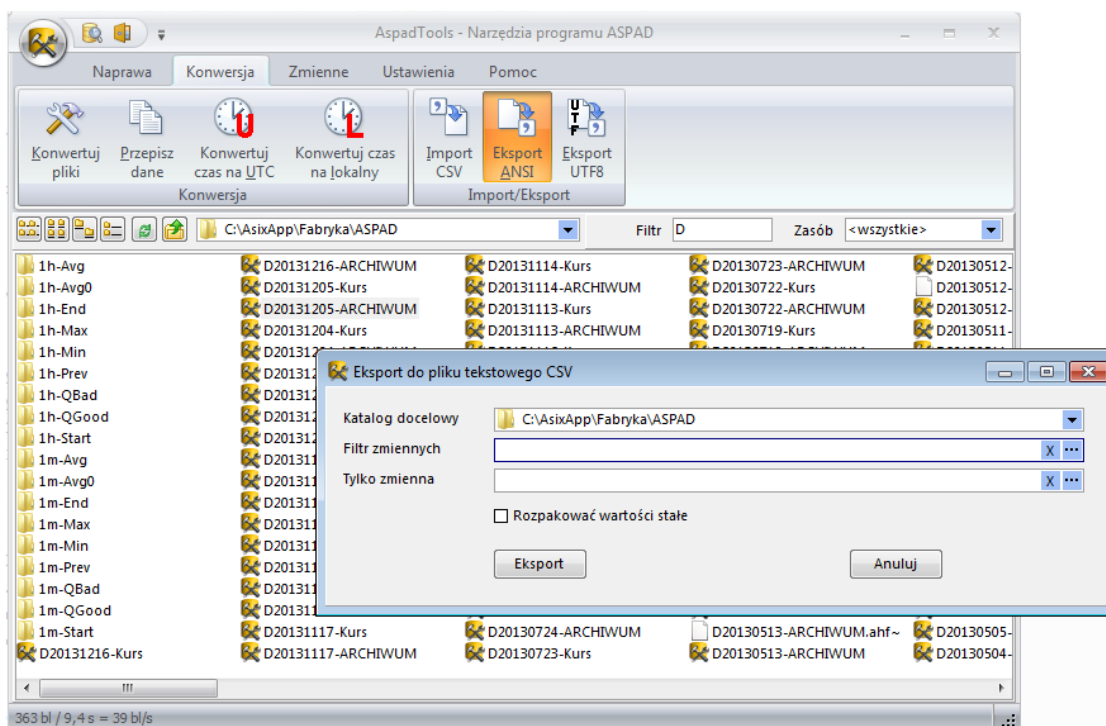 AspadTools - Narzędzia programu ASPAD
Naprawa Konwersja Zmienne Ustawienia Pomoc
Konwertuj pliki
Przepisz dane
Konwertuj czas na UTC
Konwertuj czas na lokalny
Import CSV
Eksport ANSI
Eksport UTF8
Konwersja
Import/Eksport
C:\AsixApp\Fabryka\ASPAD
Filtr D
Zasób <wszystkie>
1h-Avg
1h-Avg0
1h-End
1h-Max
1h-Min
1h-Prev
1h-QBad
1h-QGood
1h-Start
1m-Avg
1m-Avg0
1m-End
1m-Max
1m-Min
1m-Prev
1m-QBad
1m-QGood
1m-Start
D20131216-Kurs
D20131216-ARCHIWUM
D20131205-Kurs
D20131205-ARCHIWUM
D20131204-Kurs
D20131117-Kurs
D20131117-ARCHIWUM
D20131114-Kurs
D20131114-ARCHIWUM
D20131113-Kurs
D20131113-ARCHIWUM
D20130724-ARCHIWUM
D20130723-Kurs
D20130723-ARCHIWUM
D20130722-Kurs
D20130722-ARCHIWUM
D20130719-Kurs
D20130513-ARCHIWUM.ahf~
D20130513-ARCHIWUM
D20130512-
D20130512-
D20130512-
D20130511-
D20130505-
D20130504-
Eksport do pliku tekstowego CSV
Katalog docelowy C:\AsixApp\Fabryka\ASPAD
Filtr zmiennych
Tylko zmienna
Rozpakować wartości stałe
Eksport Anuluj
363 bl / 9,4 s = 39 bl/s